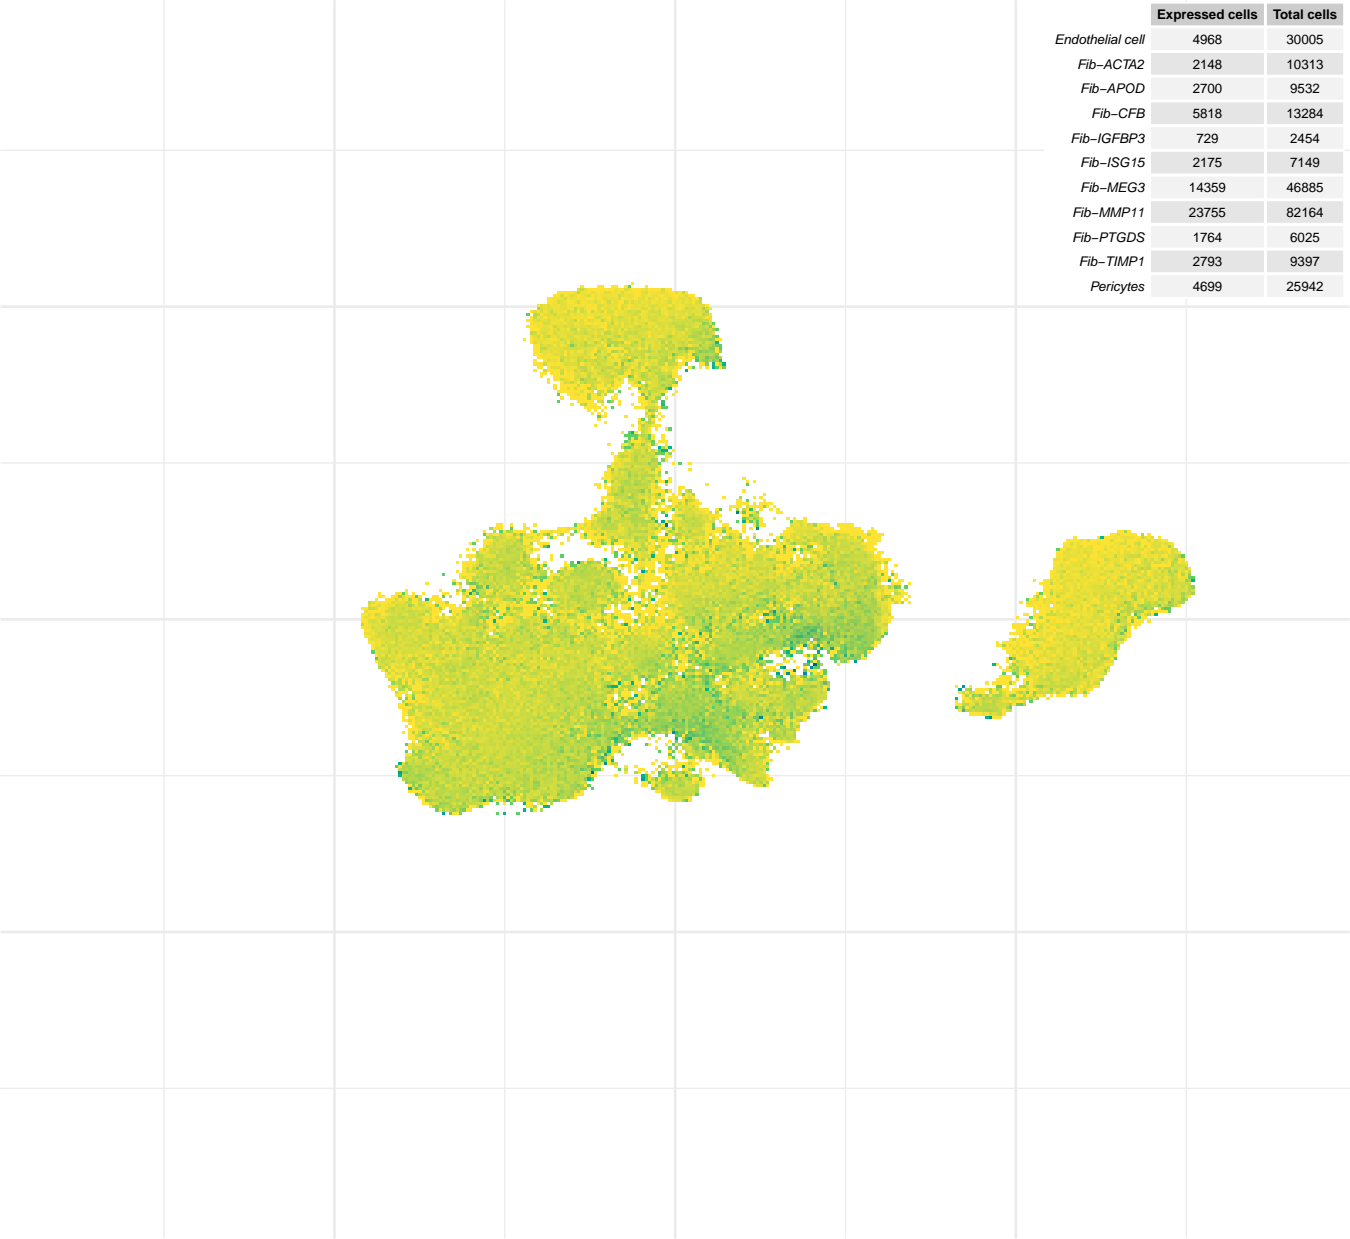 Expressed cells Total cells
Endothelial cell 4968 30005
Fib−ACTA2 2148 10313
Fib−APOD 2700 9532
Fib−CFB 5818 13284
Fib−IGFBP3 729 2454
Fib−ISG15 2175 7149
Fib−MEG3 14359 46885
Fib−MMP11 23755 82164
Fib−PTGDS 1764 6025
Fib−TIMP1 2793 9397
Pericytes 4699 25942